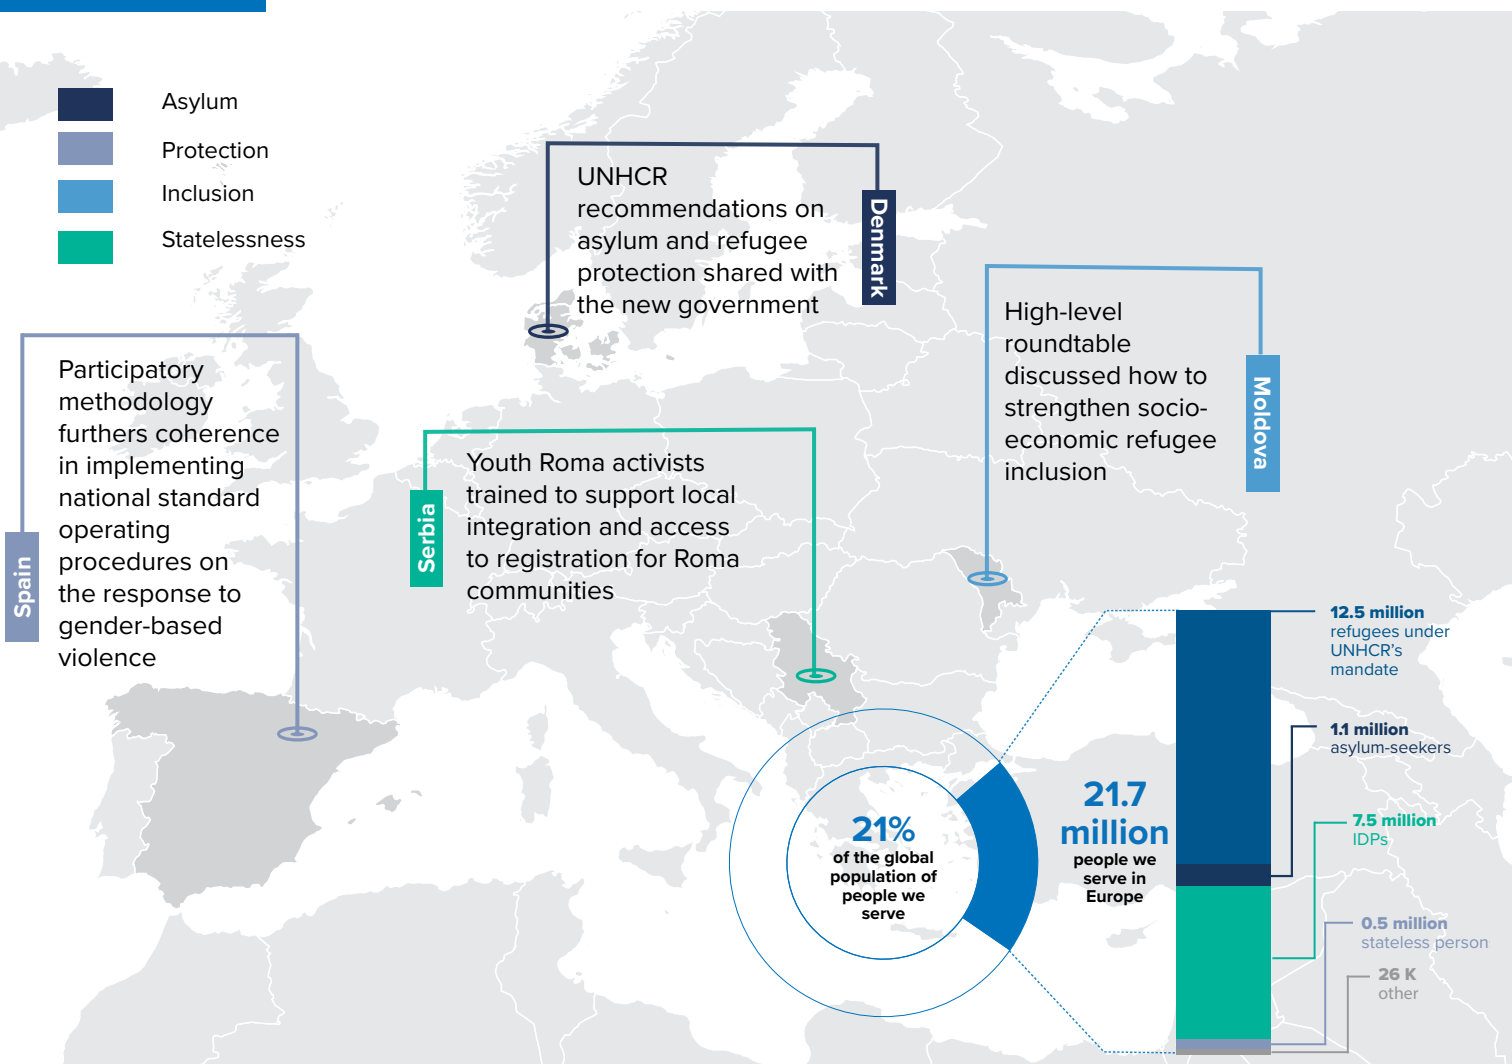 Asylum
Protection
Inclusion
Statelessness
UNHCR
recommendations on
asylum and refugee
protection shared with
the new government
Denmark
High-level
roundtable
discussed how to
strengthen socio-
economic refugee
inclusion
Moldova
Participatory
methodology
furthers coherence
in implementing
national standard
operating
procedures on
the response to
gender-based
violence
Spain
Serbia
Youth Roma activists
trained to support local
integration and access
to registration for Roma
communities
21%
of the global
population of
people we
serve
21.7
million
people we
serve in
Europe
12.5 million
refugees under
UNHCR's
mandate
1.1 million
asylum-seekers
7.5 million
IDPs
0.5 million
stateless person
26 K
other